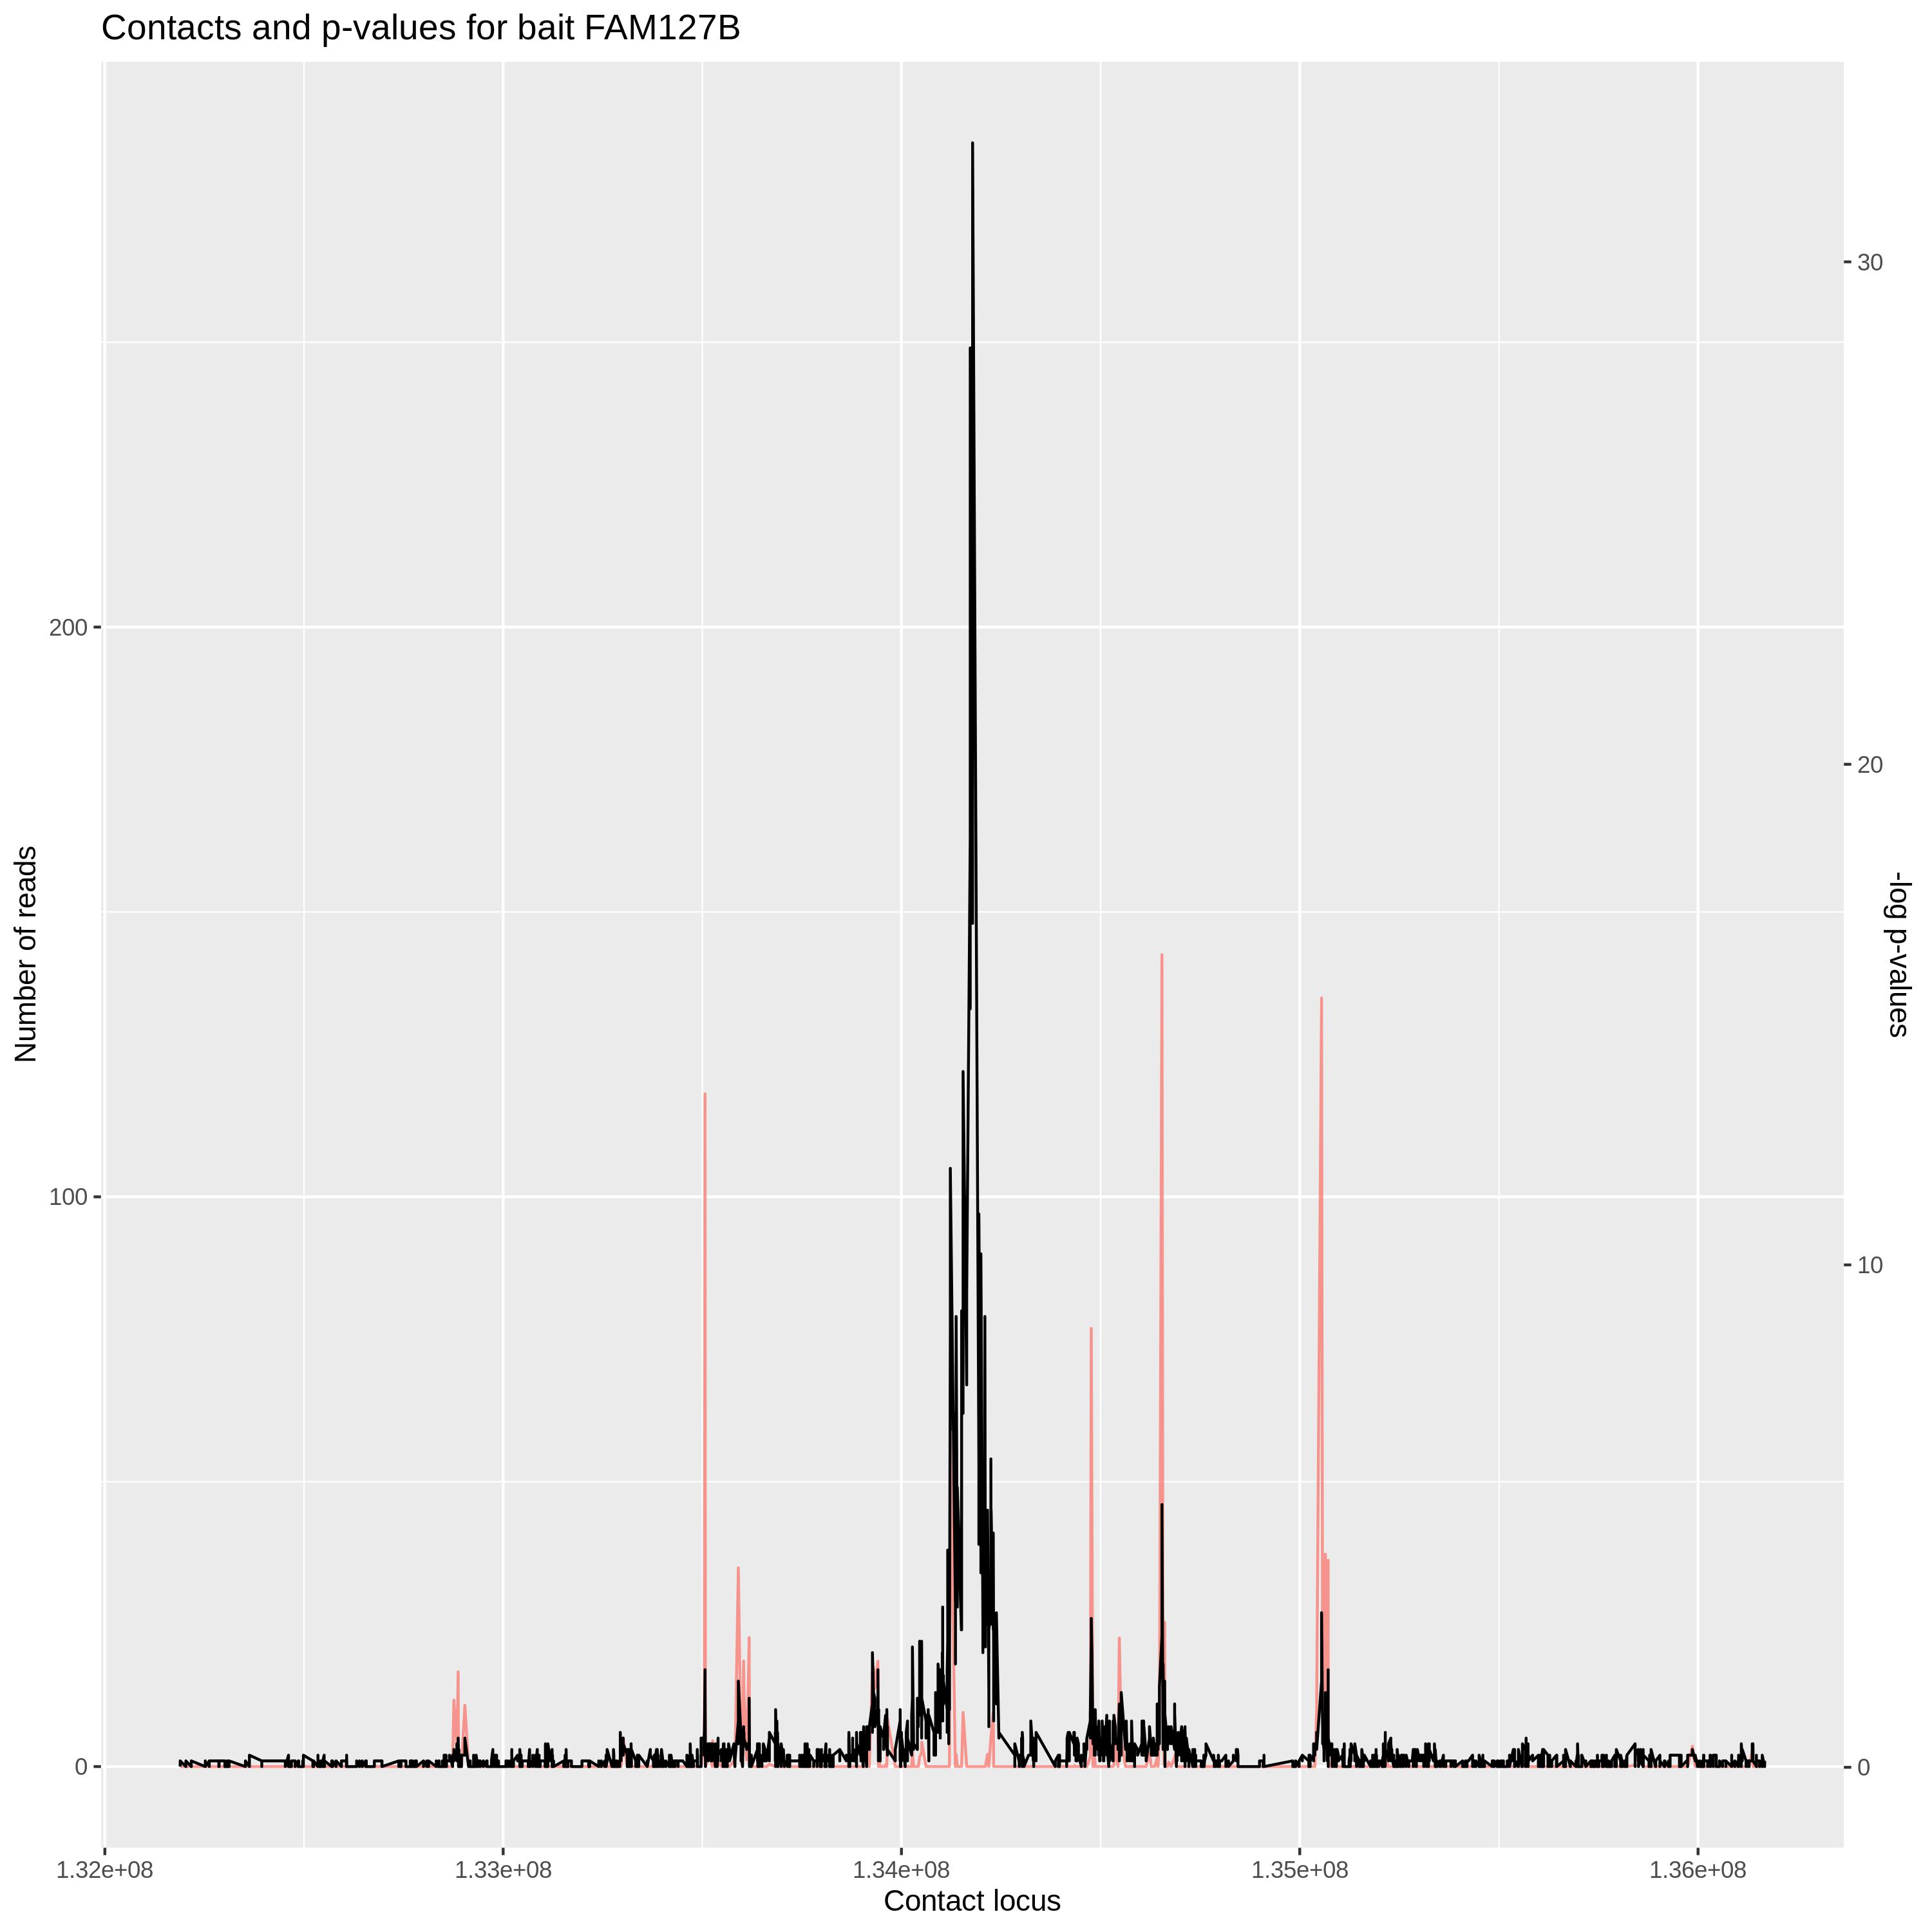 Contacts and p-values for bait FAM127B
Number of reads
200
100
0
30
20
10
0
-log p-values
1.32e+08
1.33e+08
1.34e+08
1.35e+08
1.36e+08
Contact locus